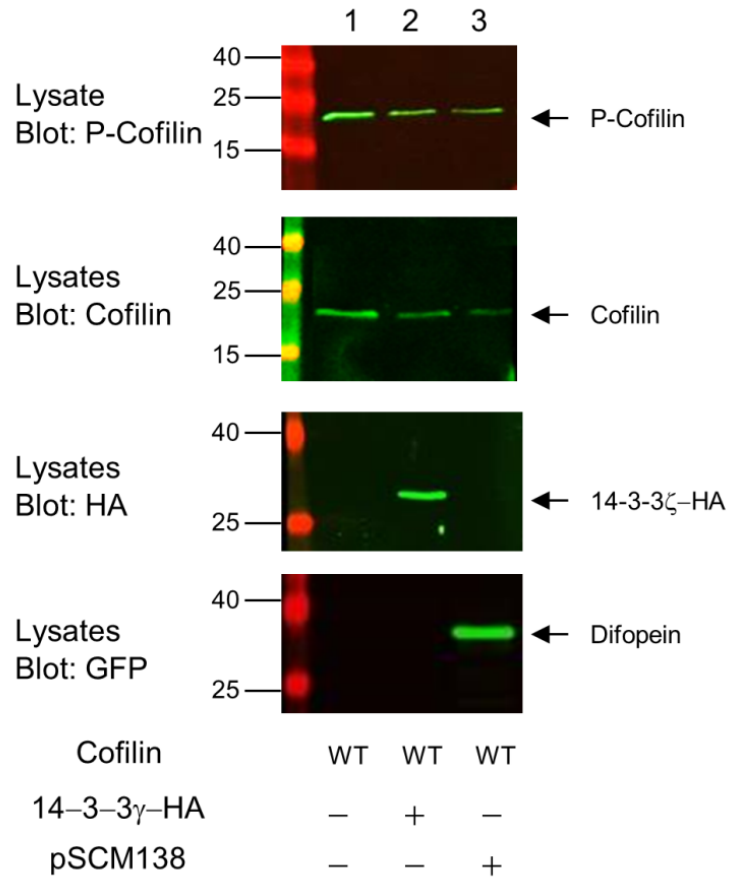 1 2 3
40
Lysate
25
Blot: P-Cofilin
P-Cofilin
15
40
Lysates
25
Blot: Cofilin
Cofilin
15
40
Lysates
Blot: HA
14-3-3ζ–HA
25
40
Lysates
Difopein
Blot: GFP
25
Cofilin WT WT WT
14–3–3γ–HA – + –
pSCM138 – – +